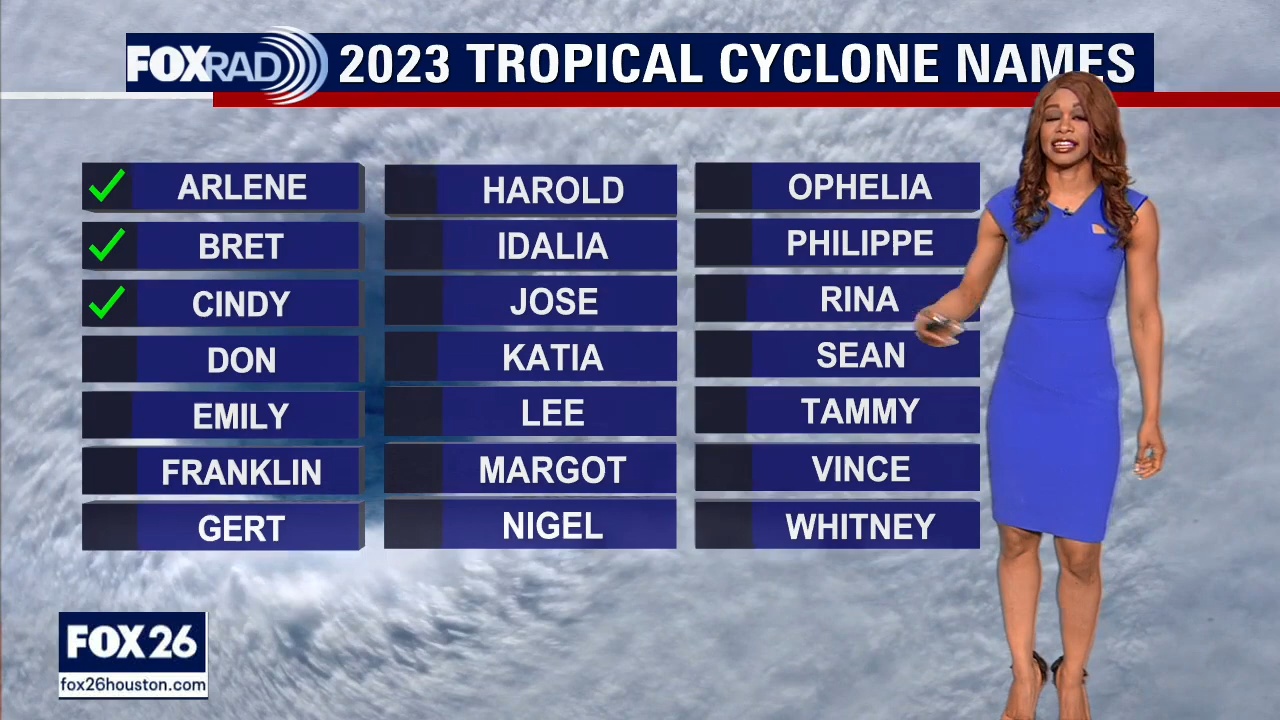 FOXRAD 2023 TROPICAL CYCLONE NAMES
ARLENE
BRET
CINDY
DON
EMILY
FRANKLIN
GERT
HAROLD
IDALIA
JOSE
KATIA
LEE
MARGOT
NIGEL
OPHELIA
PHILIPPE
RINA
SEAN
TAMMY
VINCE
WHITNEY
FOX 26
fox26houston.com